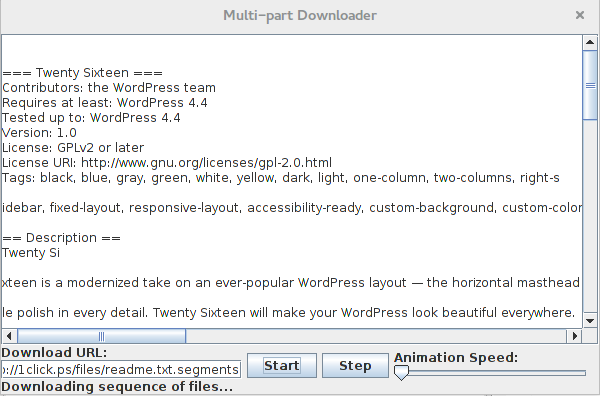 Multi-part Downloader
=== Twenty Sixteen ===
Contributors: the WordPress team
Requires at least: WordPress 4.4
Tested up to: WordPress 4.4
Version: 1.0
License: GPLv2 or later
License URI: http://www.gnu.org/licenses/gpl-2.0.html
Tags: black, blue, gray, green, white, yellow, dark, light, one-column, two-columns, right-s
idebar, fixed-layout, responsive-layout, accessibility-ready, custom-background, custom-color
== Description ==
Twenty Si
xteen is a modernized take on an ever-popular WordPress layout — the horizontal masthead
le polish in every detail. Twenty Sixteen will make your WordPress look beautiful everywhere.
Download URL:
://1click.ps/files/readme.txt.segments
Start
Step
Animation Speed:
Downloading sequence of files...